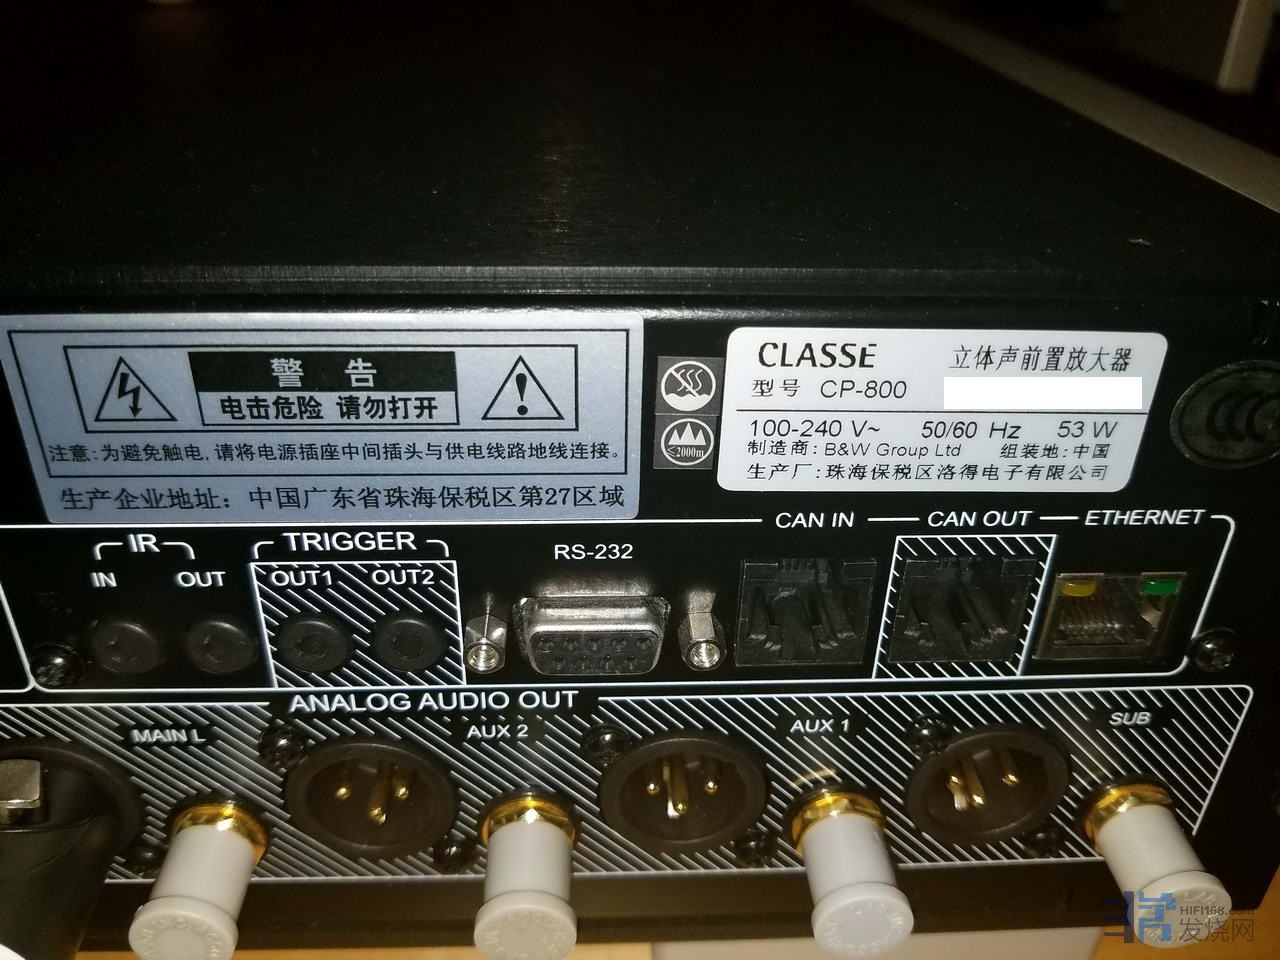 警 告
电击危险 请勿打开
注意:为避免触电,请将电源插座中间插头与供电线路地线连接。
生产企业地址: 中国广东省珠海保税区第27区域
≤2000m
CLASSÉ 立体声前置放大器
型号 CP-800
100-240 V~ 50/60 Hz 53 W
制造商: B&W Group Ltd 组装地:中国
生产厂:珠海保税区洛得电子有限公司
CCC
IR
IN OUT
TRIGGER
OUT1 OUT2
RS-232
CAN IN
CAN OUT
ETHERNET
ANALOG AUDIO OUT
MAIN L
AUX 2
AUX 1
SUB
HIFI168.com
发烧网